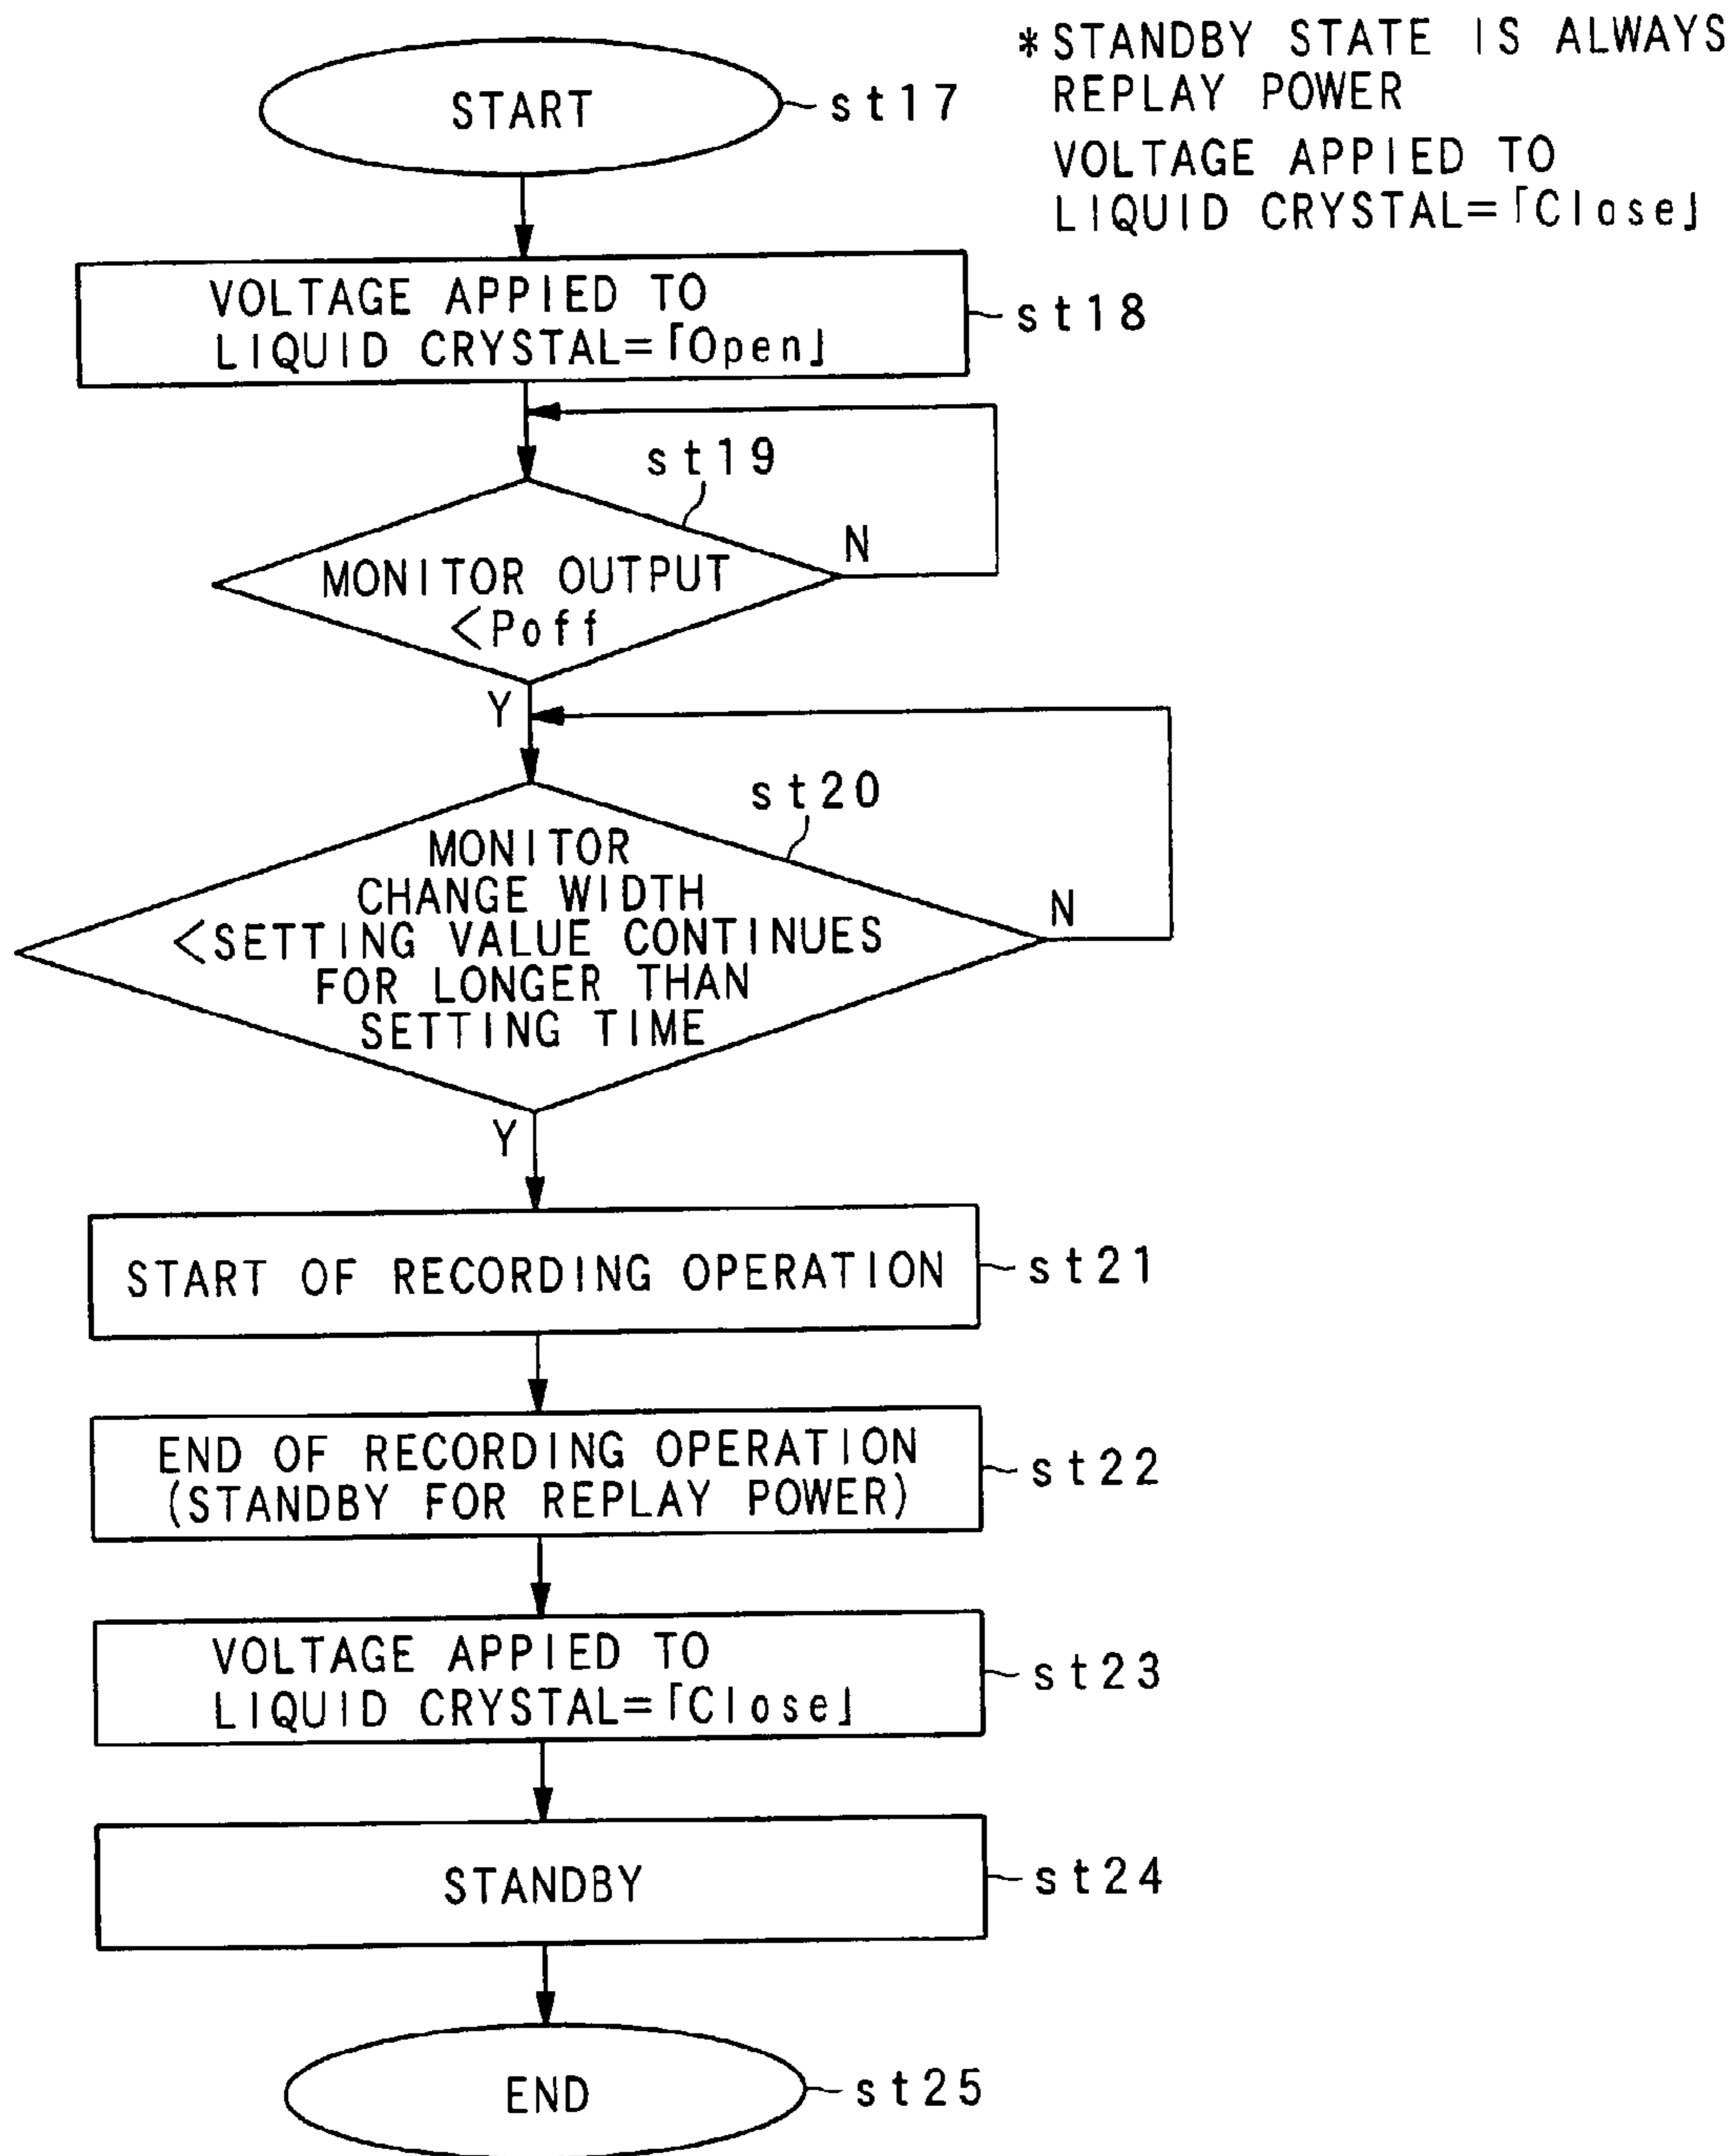 * STANDBY STATE IS ALWAYS
REPLAY POWER
VOLTAGE APPIED TO
LIQUID CRYSTAL=「Close」
START
st17
VOLTAGE APPIED TO
LIQUID CRYSTAL=「Open」
st18
st19
N
MONITOR OUTPUT
<Poff
Y
st20
MONITOR
CHANGE WIDTH
<SETTING VALUE CONTINUES
FOR LONGER THAN
SETTING TIME
N
Y
START OF RECORDING OPERATION
st21
END OF RECORDING OPERATION
(STANDBY FOR REPLAY POWER)
st22
VOLTAGE APPIED TO
LIQUID CRYSTAL=「Close」
st23
STANDBY
st24
END
st25